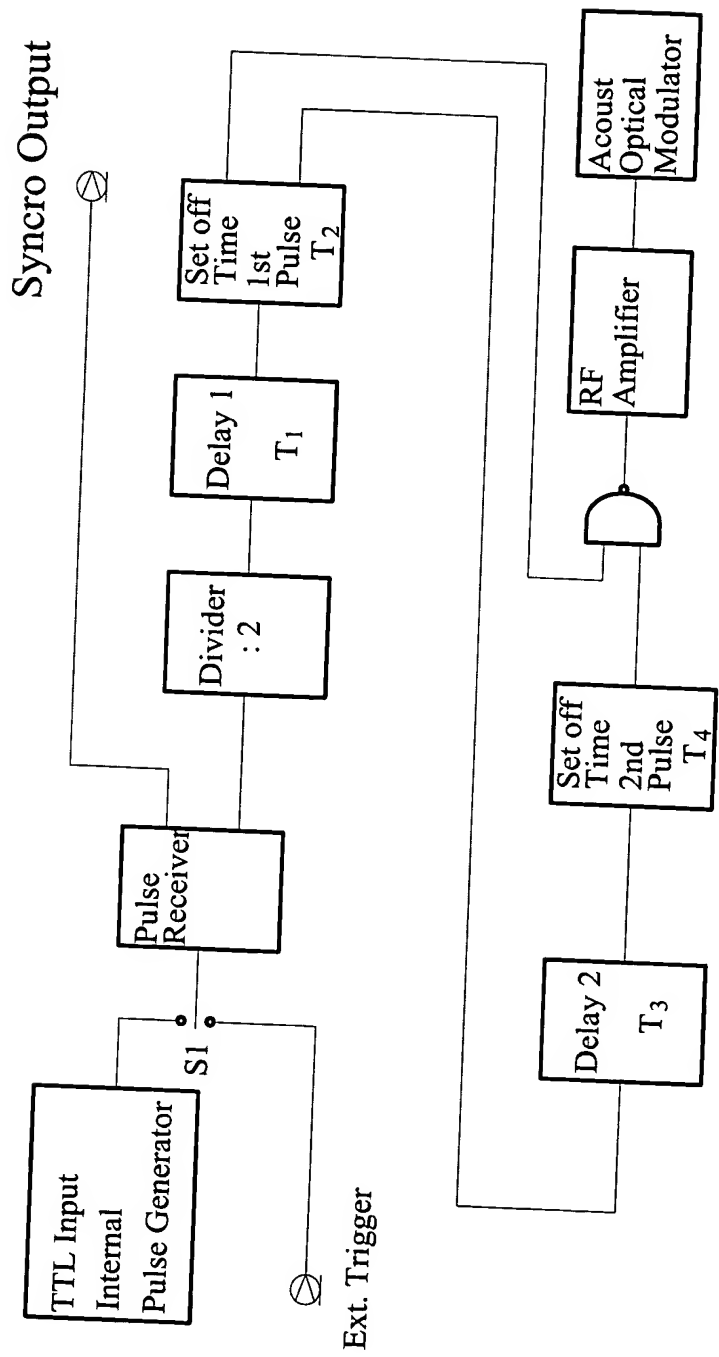 Syncro Output
TTL Input
Internal
Pulse Generator
S1
Ext. Trigger
Pulse
Receiver
Divider
: 2
Delay 1
T1
Set off
Time
1st
Pulse
T2
Delay 2
T3
Set off
Time
2nd
Pulse
T4
RF
Amplifier
Acoust
Optical
Modulator